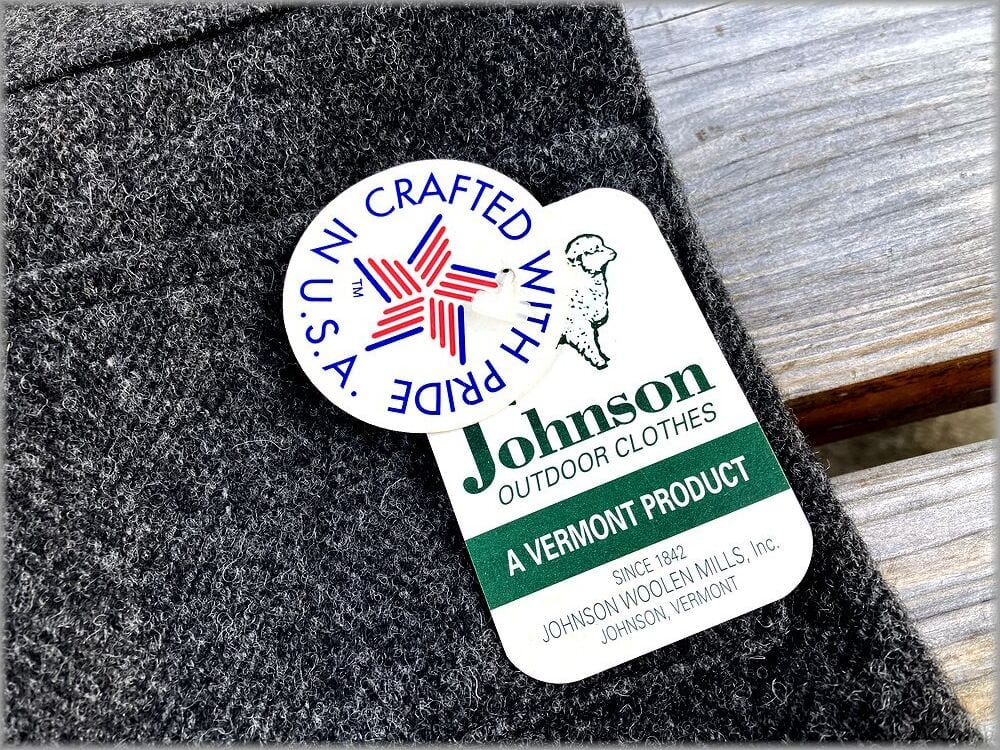 CRAFTED WITH PRIDE IN U.S.A.
TM
Johnson
OUTDOOR CLOTHES
A VERMONT PRODUCT
SINCE 1842
JOHNSON WOOLEN MILLS, Inc.
JOHNSON, VERMONT